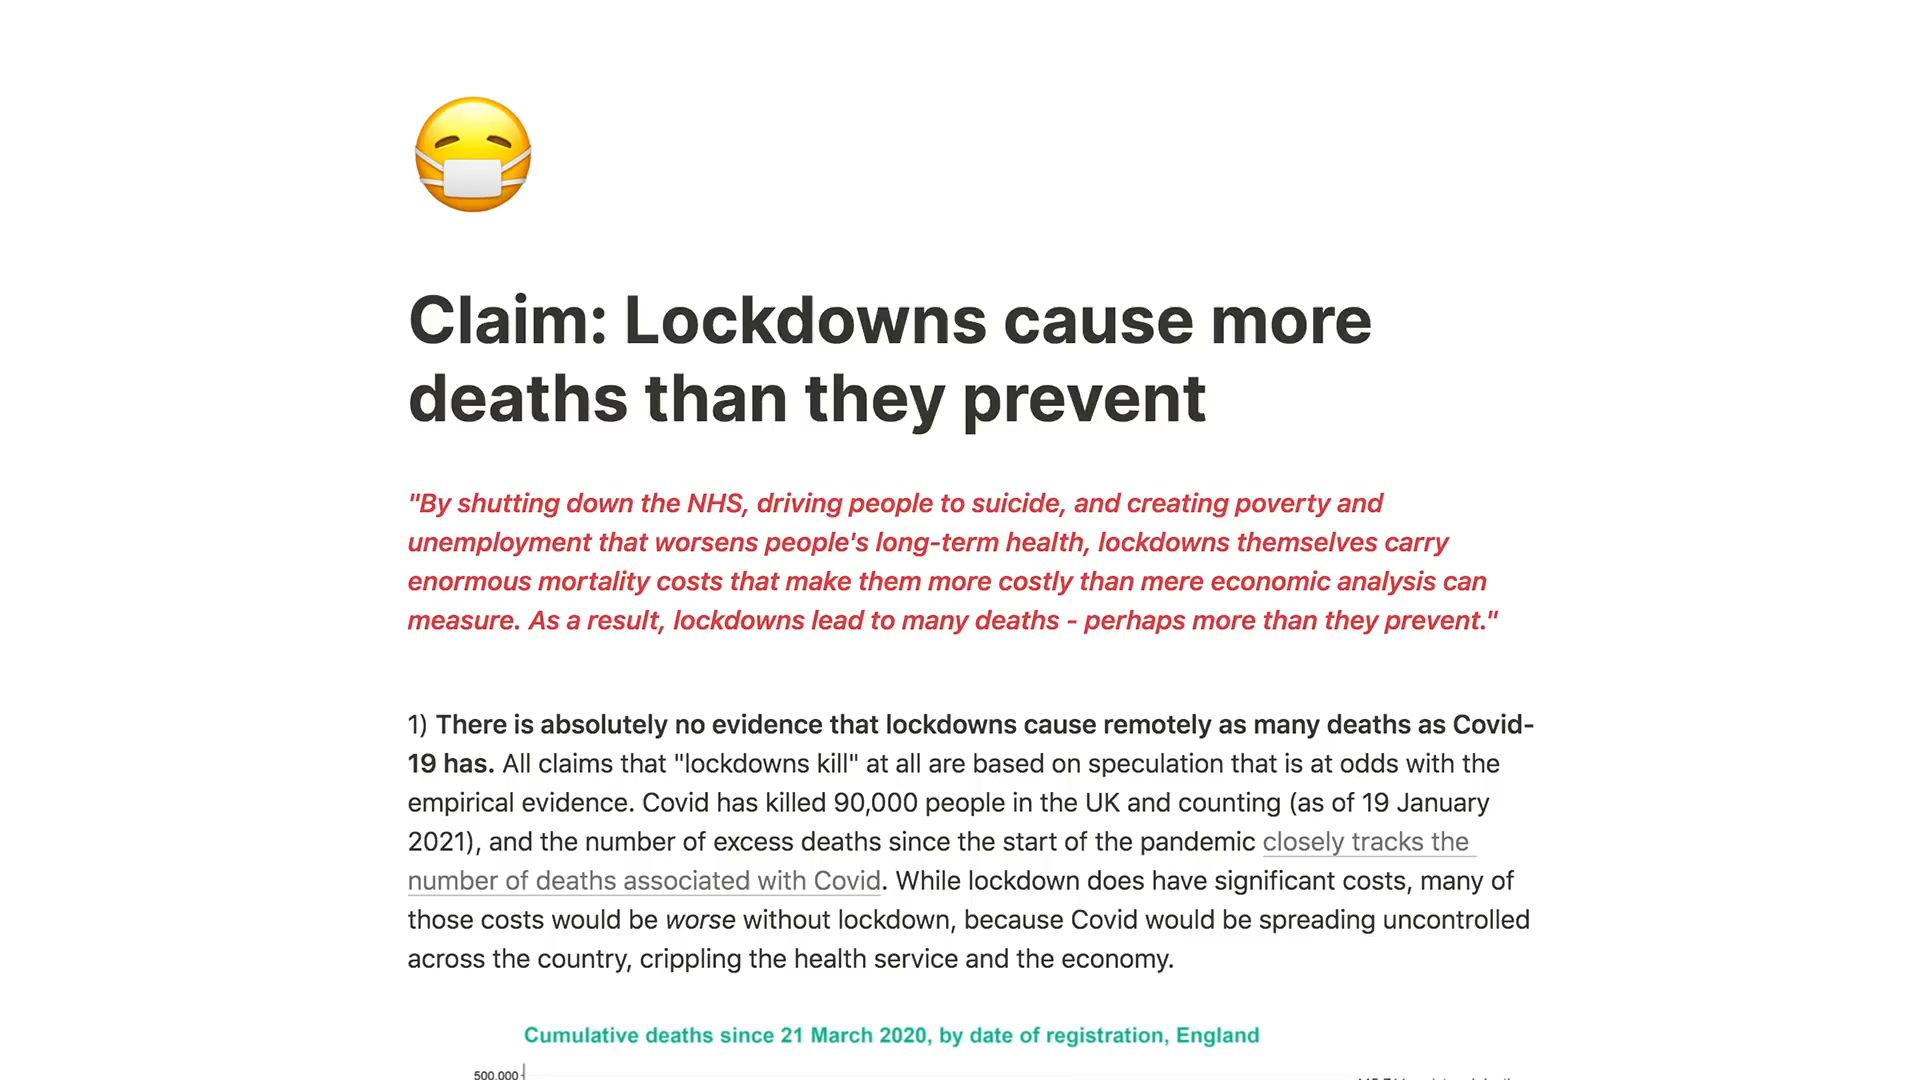 Claim: Lockdowns cause more
deaths than they prevent
"By shutting down the NHS, driving people to suicide, and creating poverty and
unemployment that worsens people's long-term health, lockdowns themselves carry
enormous mortality costs that make them more costly than mere economic analysis can
measure. As a result, lockdowns lead to many deaths - perhaps more than they prevent."
1) There is absolutely no evidence that lockdowns cause remotely as many deaths as Covid-
19 has. All claims that "lockdowns kill" at all are based on speculation that is at odds with the
empirical evidence. Covid has killed 90,000 people in the UK and counting (as of 19 January
2021), and the number of excess deaths since the start of the pandemic closely tracks the
number of deaths associated with Covid. While lockdown does have significant costs, many of
those costs would be worse without lockdown, because Covid would be spreading uncontrolled
across the country, crippling the health service and the economy.
Cumulative deaths since 21 March 2020, by date of registration, England
500,000